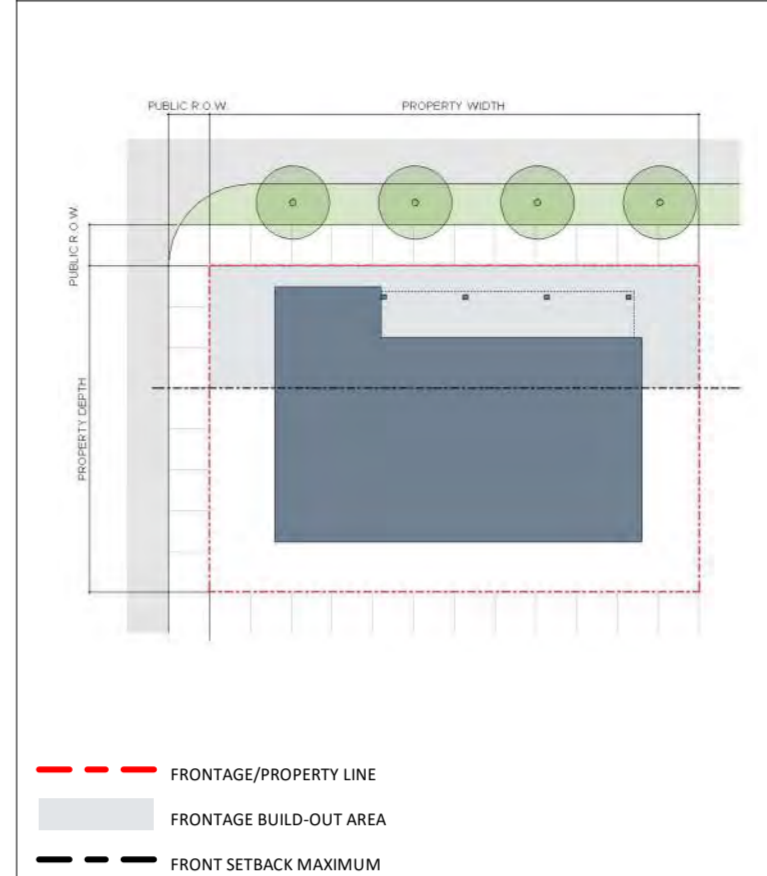 PUBLIC R.O.W.
PROPERTY WIDTH
PUBLIC R.O.W.
PROPERTY DEPTH
FRONTAGE/PROPERTY LINE
FRONTAGE BUILD-OUT AREA
FRONT SETBACK MAXIMUM